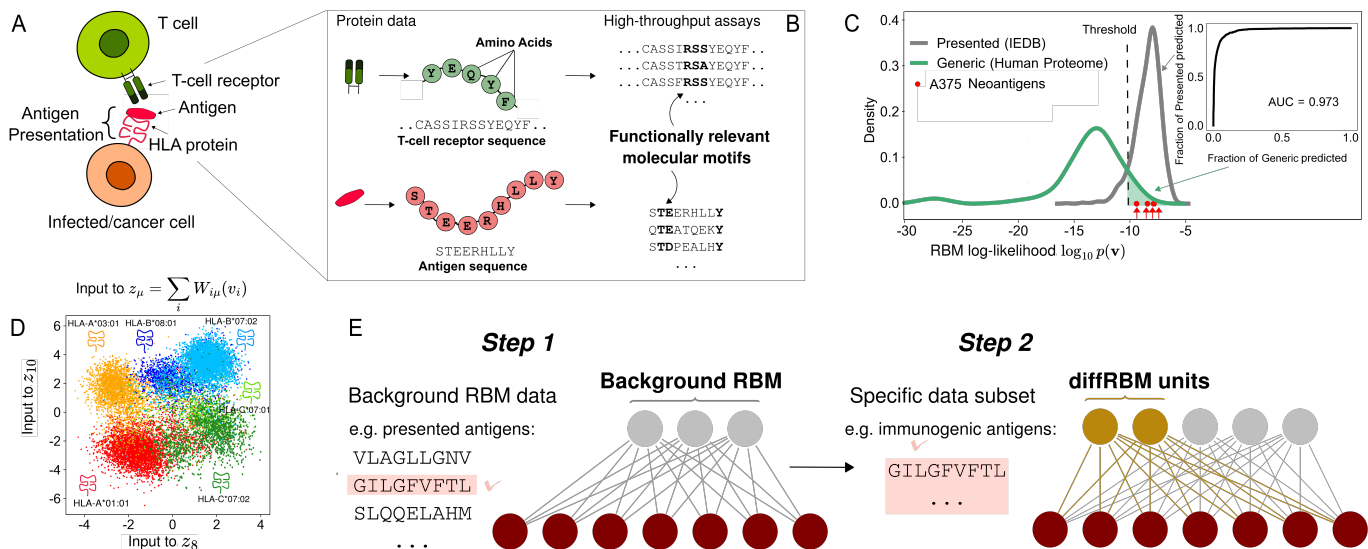 A
T cell
T-cell receptor
Antigen
Antigen
Presentation
HLA protein
Infected/cancer cell
B
Protein data
High-throughput assays
Amino Acids
Y E Q Y F
..CASSIRSSYEQYF..
T-cell receptor sequence
...CASSIRSSYEQYF..
...CASSTRSAYEQYF..
...CASSFRSSYEQYF..
...
Functionally relevant
molecular motifs
S T E E R H L L Y
STEERHLLY
Antigen sequence
STEERHLLY
QTEATQEKY
STDPEALHY
...
C
Threshold
Presented (IEDB)
Generic (Human Proteome)
A375 Neoantigens
Density
0.4
0.3
0.2
0.1
0.0
-30 -25 -20 -15 -10 -5
RBM log-likelihood log₁₀ p(v)
Fraction of Presented predicted
1.0
0.0
AUC = 0.973
0.0 1.0
Fraction of Generic predicted
Input to z_μ = ∑_i W_{iμ}(v_i)
D
HLA-A*03:01
HLA-B*08:01
HLA-B*07:02
HLA-C*07:01
HLA-C*07:02
HLA-A*01:01
Input to z₁₀
6
4
2
0
−2
−4
−6
−4 −2 0 2 4
Input to z₈
E
Step 1
Background RBM data
e.g. presented antigens:
VLAGLLGNV
GILGFVFTL
SLQQELAHM
...
Background RBM
Step 2
Specific data subset
e.g. immunogenic antigens:
GILGFVFTL
...
diffRBM units